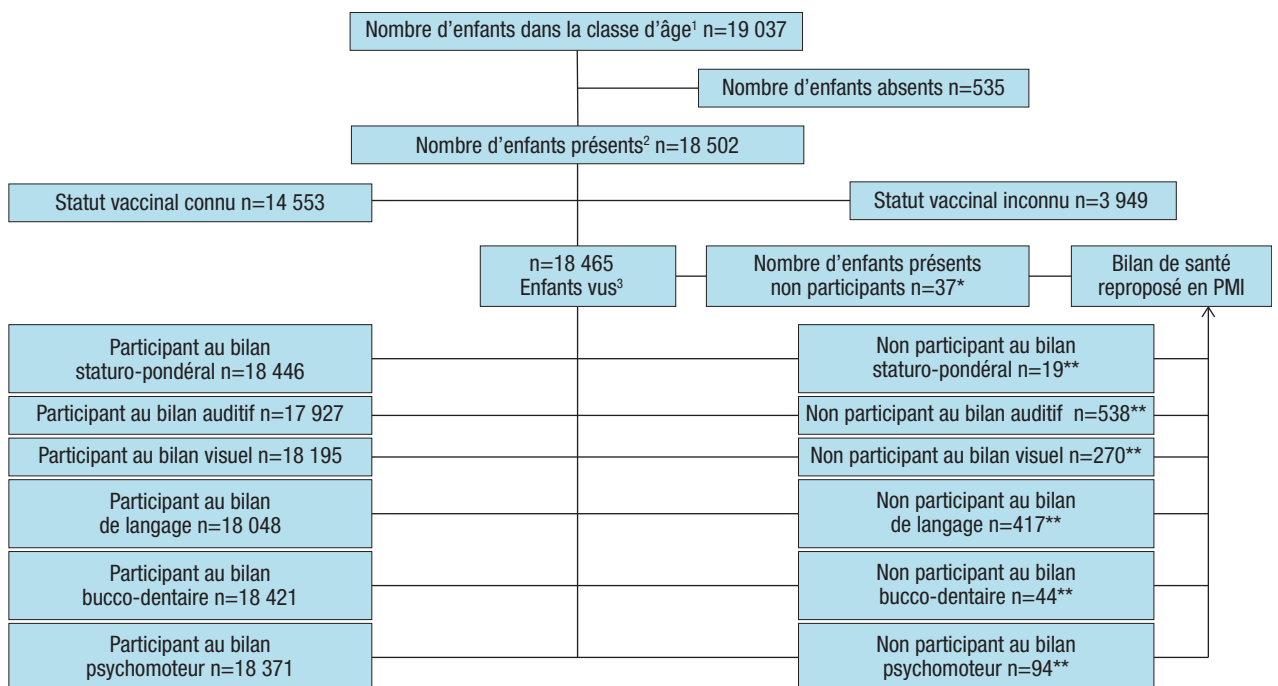 Nombre d'enfants dans la classe d'âge¹ n=19 037
Nombre d'enfants absents n=535
Nombre d'enfants présents² n=18 502
Statut vaccinal connu n=14 553
Statut vaccinal inconnu n=3 949
n=18 465
Enfants vus³
Nombre d'enfants présents
non participants n=37*
Bilan de santé
reproposé en PMI
Participant au bilan
staturo-pondéral n=18 446
Non participant au bilan
staturo-pondéral n=19**
Participant au bilan auditif n=17 927
Non participant au bilan auditif n=538**
Participant au bilan visuel n=18 195
Non participant au bilan visuel n=270**
Participant au bilan
de langage n=18 048
Non participant au bilan
de langage n=417**
Participant au bilan
bucco-dentaire n=18 421
Non participant au bilan
bucco-dentaire n=44**
Participant au bilan
psychomoteur n=18 371
Non participant au bilan
psychomoteur n=94**